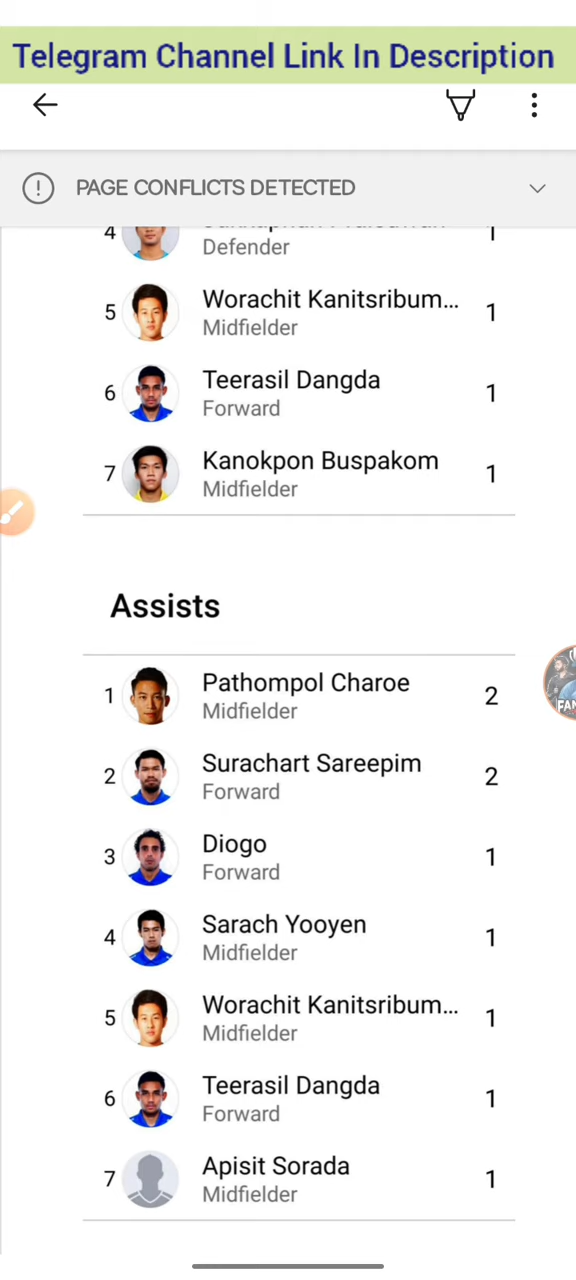 Telegram Channel Link In Description
PAGE CONFLICTS DETECTED
4
1
Defender
5 Worachit Kanitsribum... 1
Midfielder
6 Teerasil Dangda 1
Forward
7 Kanokpon Buspakom 1
Midfielder
Assists
1 Pathompol Charoe 2
Midfielder
2 Surachart Sareepim 2
Forward
3 Diogo 1
Forward
4 Sarach Yooyen 1
Midfielder
5 Worachit Kanitsribum... 1
Midfielder
6 Teerasil Dangda 1
Forward
7 Apisit Sorada 1
Midfielder
FAN